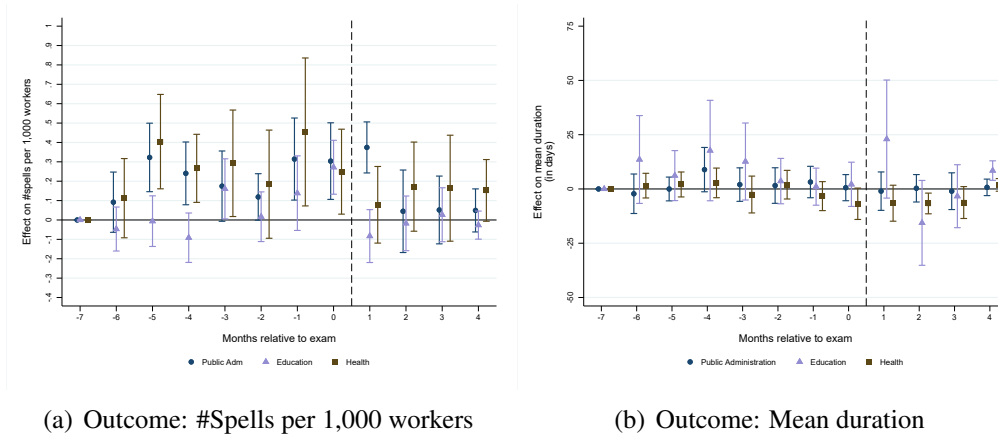 Effect on #spells per 1,000 workers
1
.9
.8
.7
.6
.5
.4
.3
.2
.1
0
-.1
-.2
-.3
-.4
-7 -6 -5 -4 -3 -2 -1 0 1 2 3 4
Months relative to exam
Public Adm Education Health
(a) Outcome: #Spells per 1,000 workers
Effect on mean duration
(in days)
75
50
25
0
-25
-50
-7 -6 -5 -4 -3 -2 -1 0 1 2 3 4
Months relative to exam
Public Administration Education Health
(b) Outcome: Mean duration